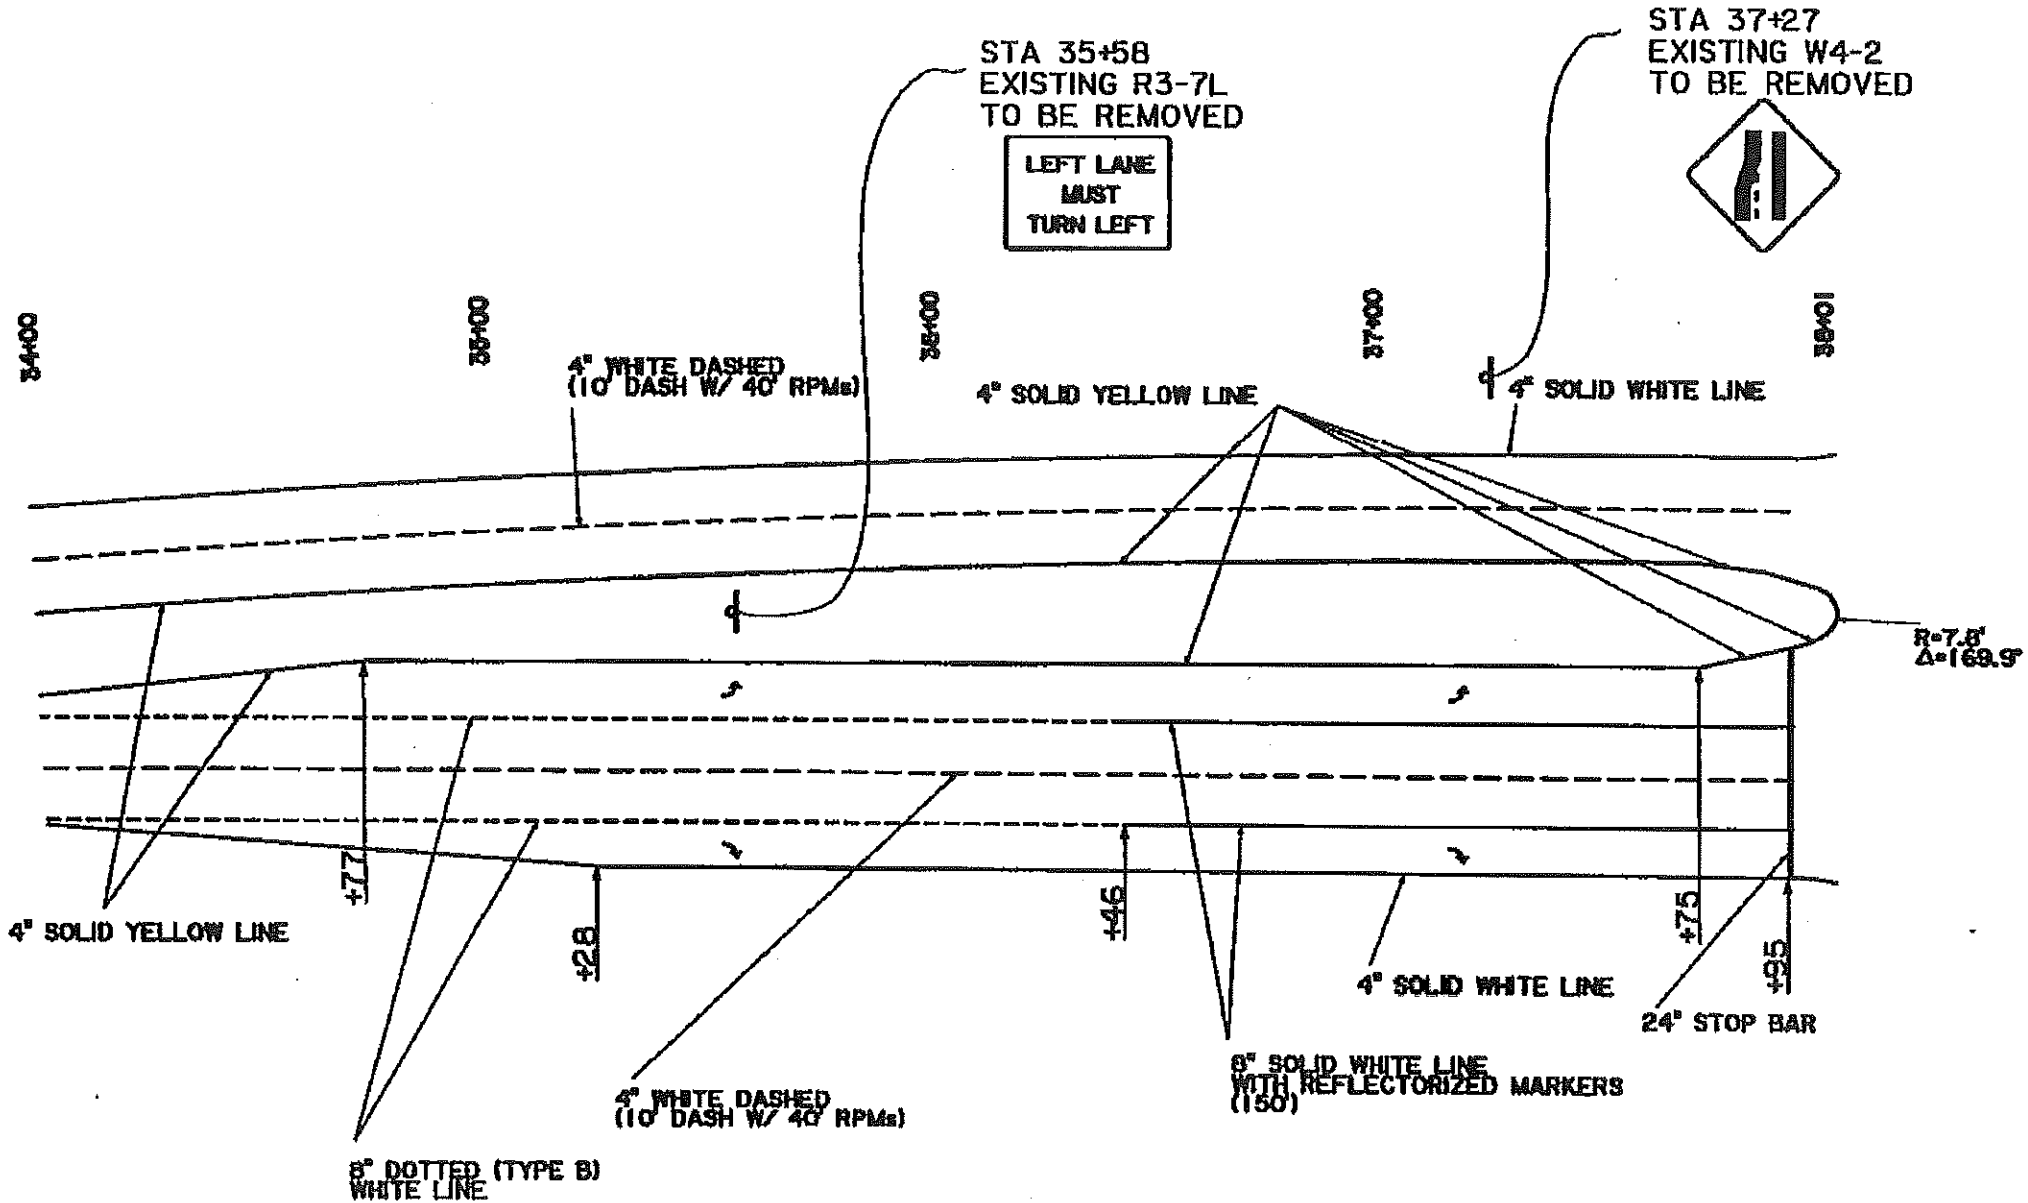 STA 35+58
EXISTING R3-7L
TO BE REMOVED
LEFT LANE
MUST
TURN LEFT
STA 37+27
EXISTING W4-2
TO BE REMOVED
34+00
35+00
36+00
37+00
38+01
4" WHITE DASHED
(10' DASH W/ 40' RPMs)
4" SOLID YELLOW LINE
4" SOLID WHITE LINE
R=7.8'
Δ=169.9°
+77
+28
+46
+75
+95
4" SOLID YELLOW LINE
4" SOLID WHITE LINE
24" STOP BAR
8" SOLID WHITE LINE
WITH REFLECTORIZED MARKERS
(150')
4" WHITE DASHED
(10' DASH W/ 40' RPMs)
8" DOTTED (TYPE B)
WHITE LINE